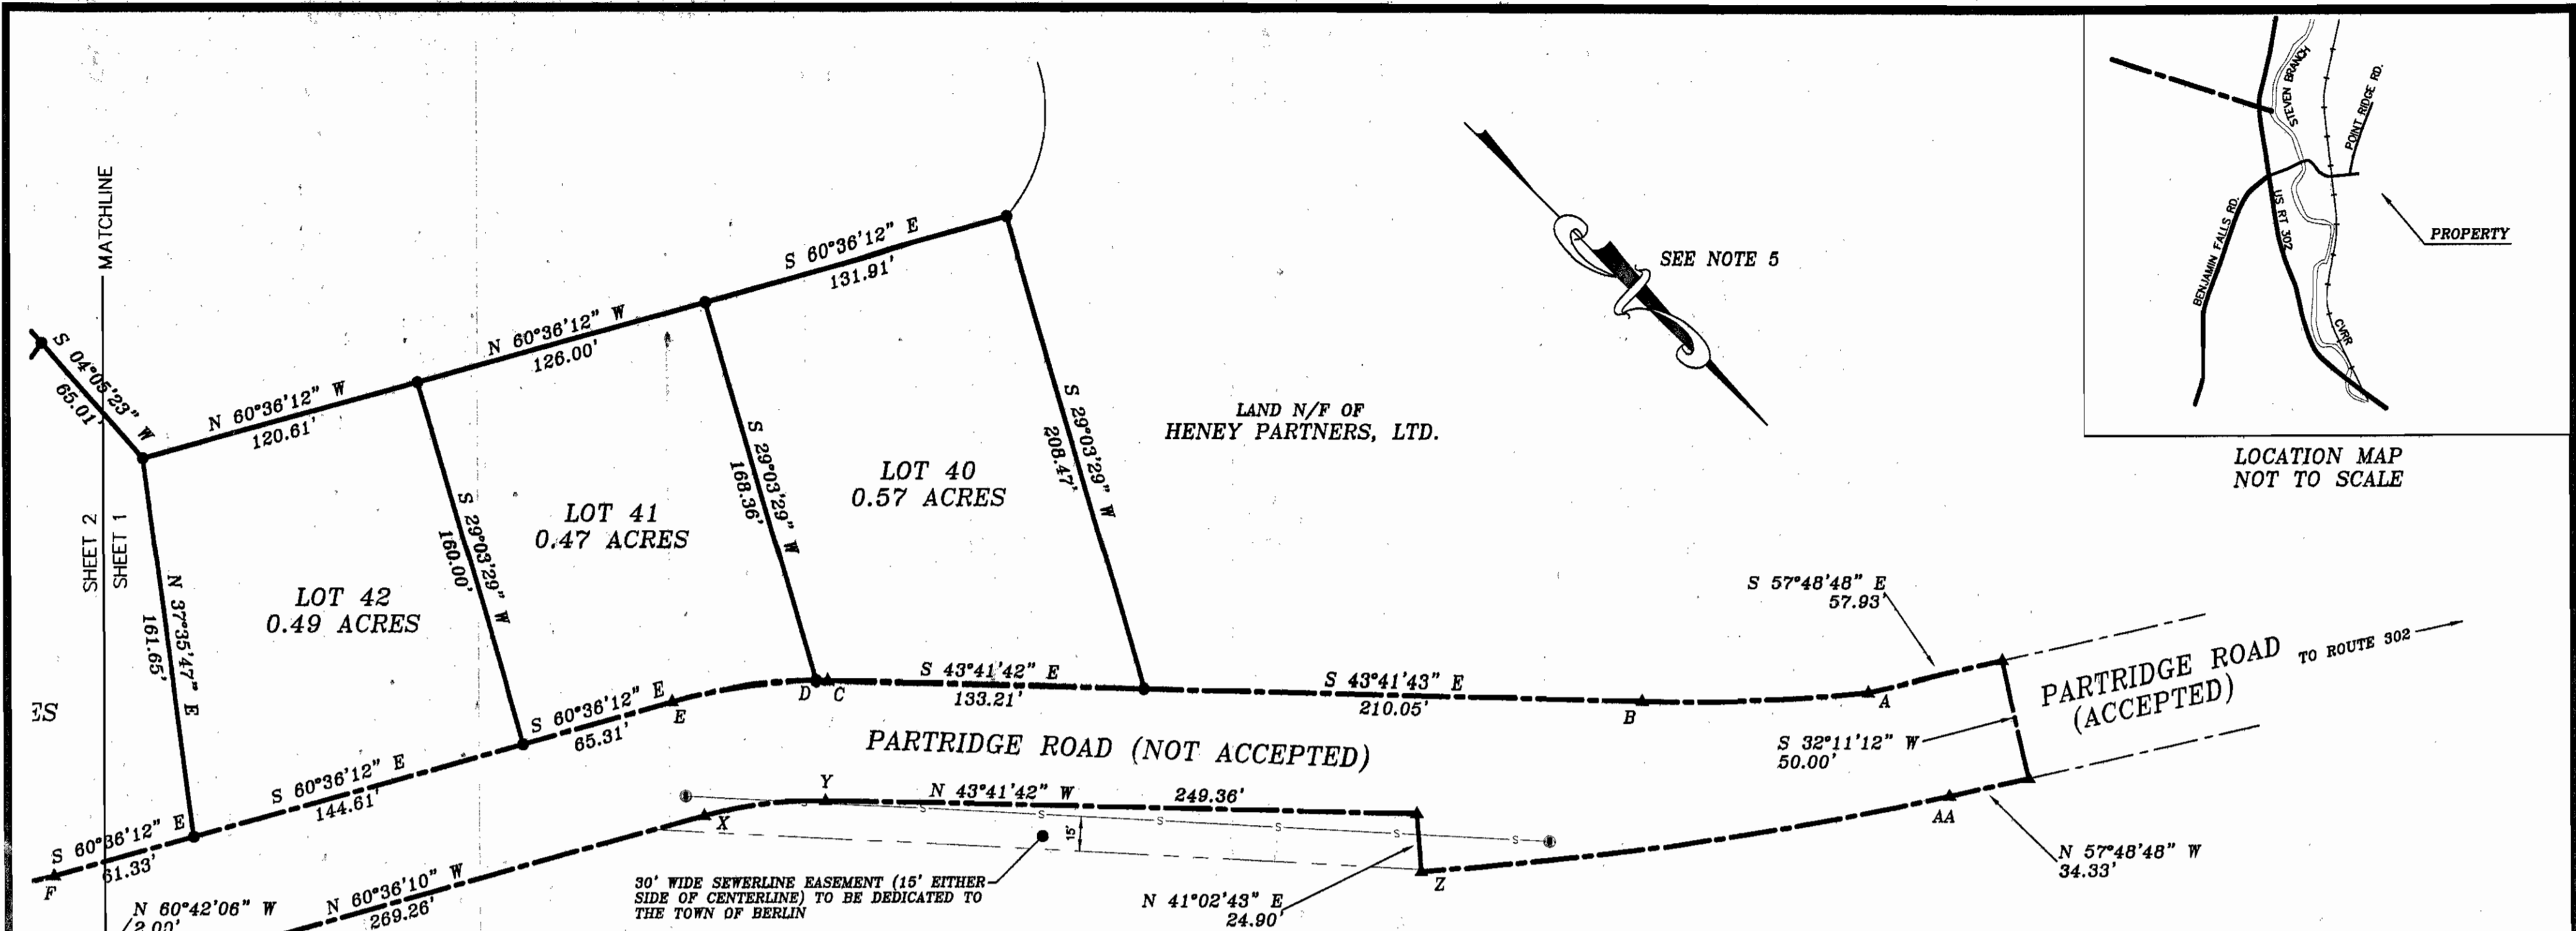 MATCHLINE
SHEET 2
SHEET 1
S 04°05'23" W
65.01'
N 60°36'12" W
120.61'
N 60°36'12" W
126.00'
S 60°36'12" E
131.91'
N 37°35'47" E
161.65'
S 29°03'29" W
160.00'
S 29°03'29" W
168.36'
S 29°03'29" W
208.47'
LOT 42
0.49 ACRES
LOT 41
0.47 ACRES
LOT 40
0.57 ACRES
LAND N/F OF
HENEY PARTNERS, LTD.
SEE NOTE 5
STEVEN BRANCH
POINT RIDGE RD.
BENJAMIN FALLS RD.
US RT 302
CVRR
PROPERTY
LOCATION MAP
NOT TO SCALE
ES
S 60°36'12" E
61.33'
F
S 60°36'12" E
144.61'
S 60°36'12" E
65.31'
E
D
C
S 43°41'42" E
133.21'
S 43°41'43" E
210.05'
B
A
S 57°48'48" E
57.93'
S 32°11'12" W
50.00'
PARTRIDGE ROAD
(ACCEPTED)
TO ROUTE 302
PARTRIDGE ROAD (NOT ACCEPTED)
X
Y
N 43°41'42" W
249.36'
S
S
S
S
S
S
S
15'
Z
AA
N 57°48'48" W
34.33'
N 41°02'43" E
24.90'
30' WIDE SEWERLINE EASEMENT (15' EITHER
SIDE OF CENTERLINE) TO BE DEDICATED TO
THE TOWN OF BERLIN
N 60°36'10" W
269.26'
N 60°42'06" W
2.00'